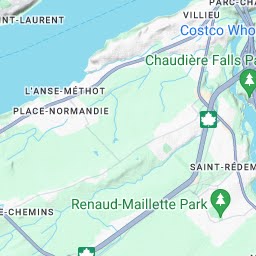 PARC-CHA
NT-LAURENT
VILLIEU
Costco Who
Chaudière Falls Pa
L'ANSE-MÉTHOT
PLACE-NORMANDIE
SAINT-RÉDEM
Renaud-Maillette Park
E-CHEMINS